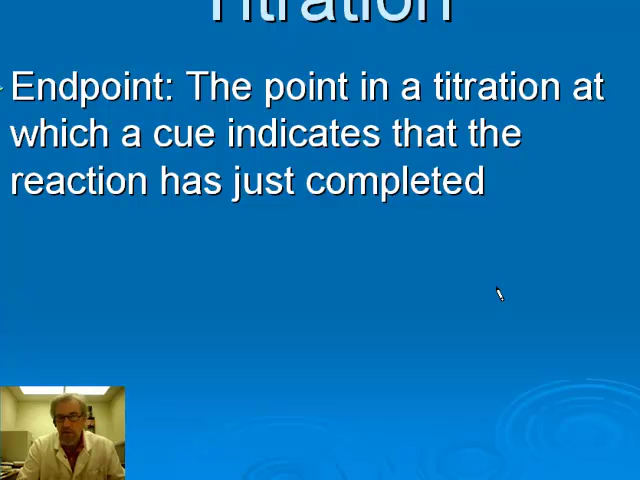 Titration
Endpoint: The point in a titration at
which a cue indicates that the
reaction has just completed